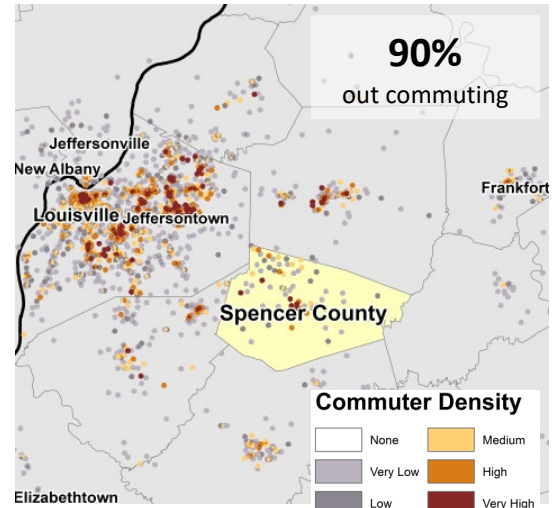 90%
out commuting
Jeffersonville
New Albany
Frankfort
Louisville
Jeffersontown
Spencer County
Commuter Density
None
Medium
Very Low
High
Low
Very High
Elizabethtown